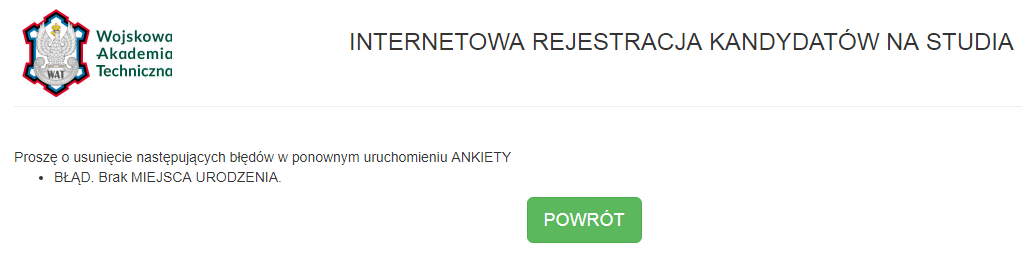 Wojskowa
Akademia
Techniczna
WAT
INTERNETOWA REJESTRACJA KANDYDATÓW NA STUDIA
Proszę o usunięcie następujących błędów w ponownym uruchomieniu ANKIETY
• BŁĄD. Brak MIEJSCA URODZENIA.
POWRÓT